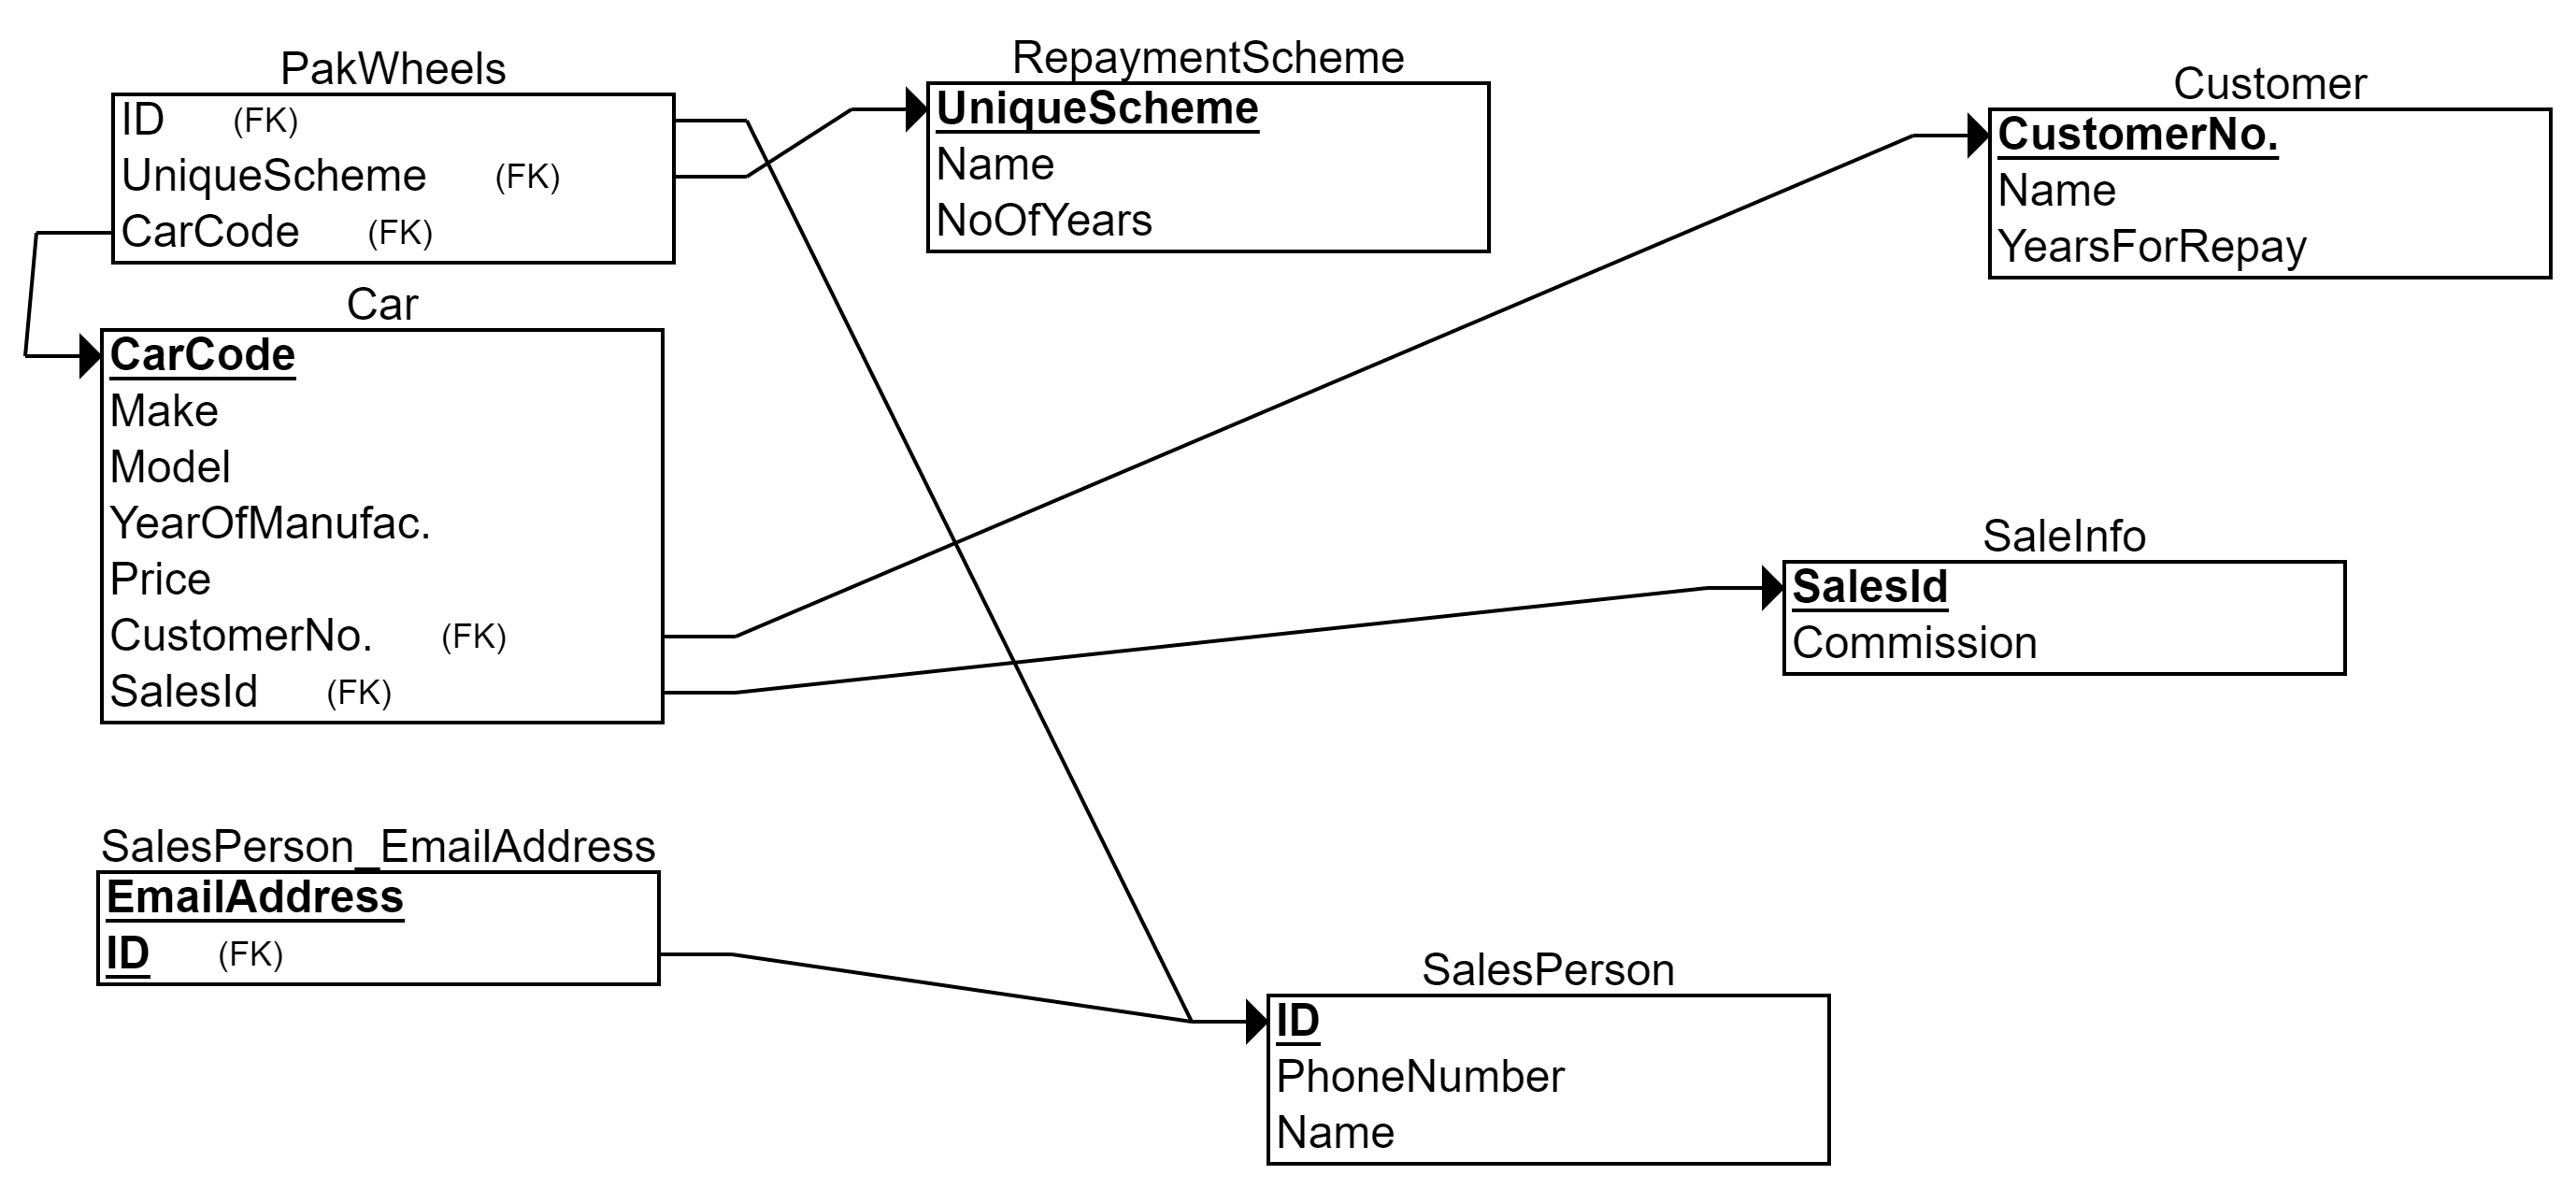 PakWheels
ID (FK)
UniqueScheme (FK)
CarCode (FK)
RepaymentScheme
UniqueScheme
Name
NoOfYears
Customer
CustomerNo.
Name
YearsForRepay
Car
CarCode
Make
Model
YearOfManufac.
Price
CustomerNo. (FK)
SalesId (FK)
SaleInfo
SalesId
Commission
SalesPerson_EmailAddress
EmailAddress
ID (FK)
SalesPerson
ID
PhoneNumber
Name